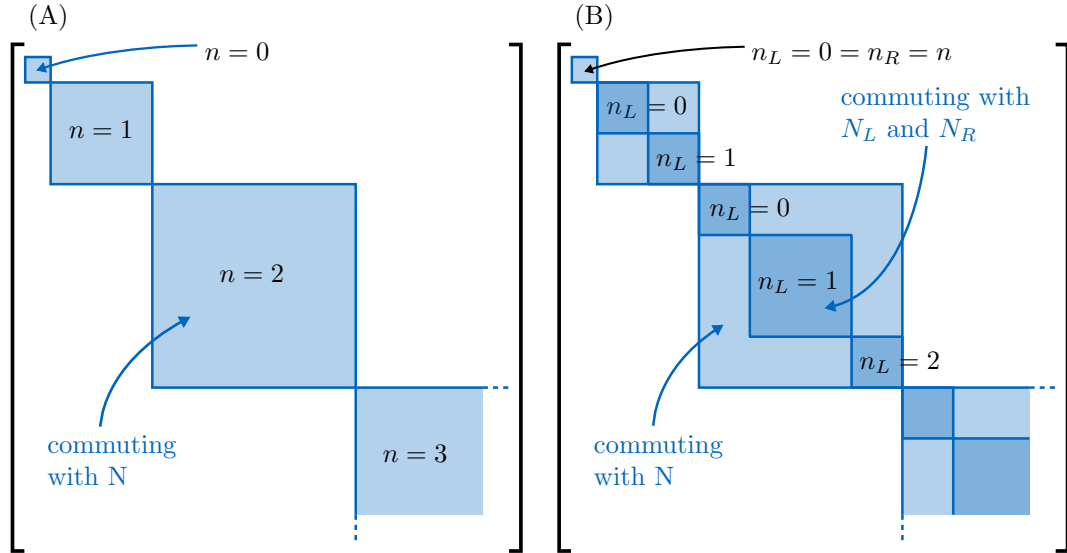 (A)
n = 0
n = 1
n = 2
n = 3
commuting
with N
(B)
n_L = 0 = n_R = n
commuting with
N_L and N_R
n_L = 0
n_L = 1
n_L = 0
n_L = 1
n_L = 2
commuting
with N